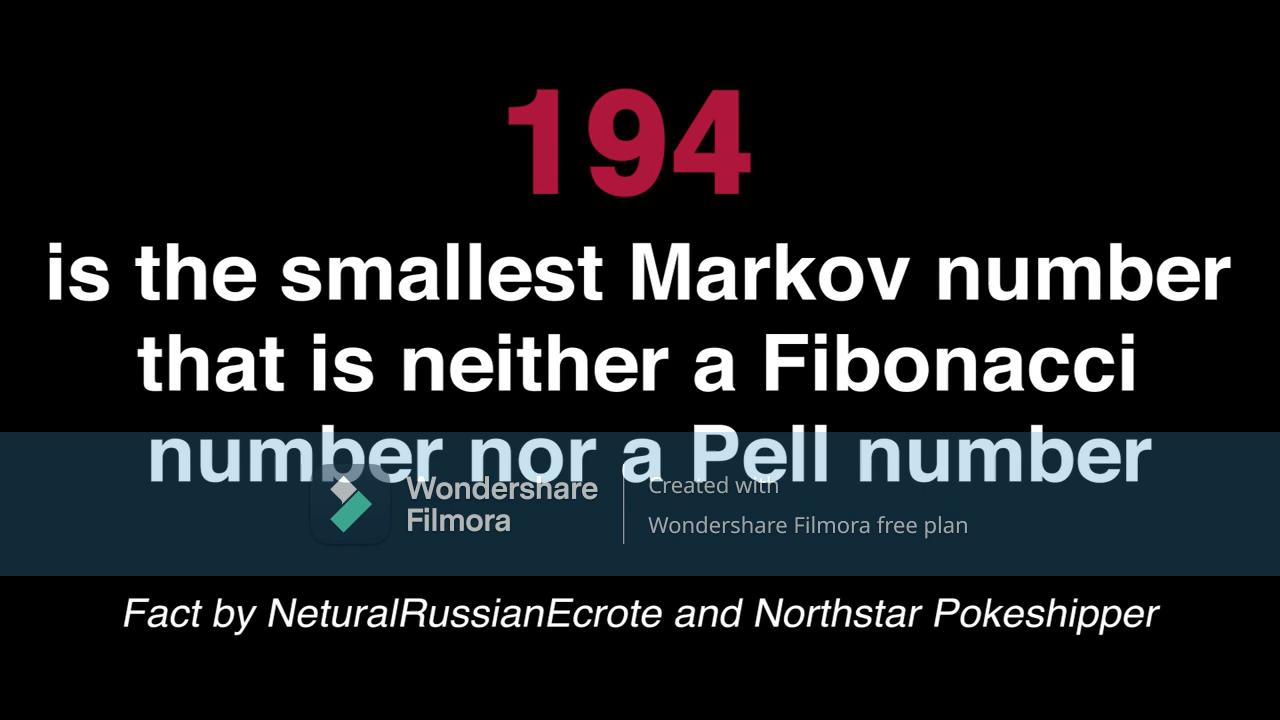 194
is the smallest Markov number
that is neither a Fibonacci
number nor a Pell number
Wondershare
Filmora
Created with
Wondershare Filmora free plan
Fact by NeturalRussianEcrote and Northstar Pokeshipper